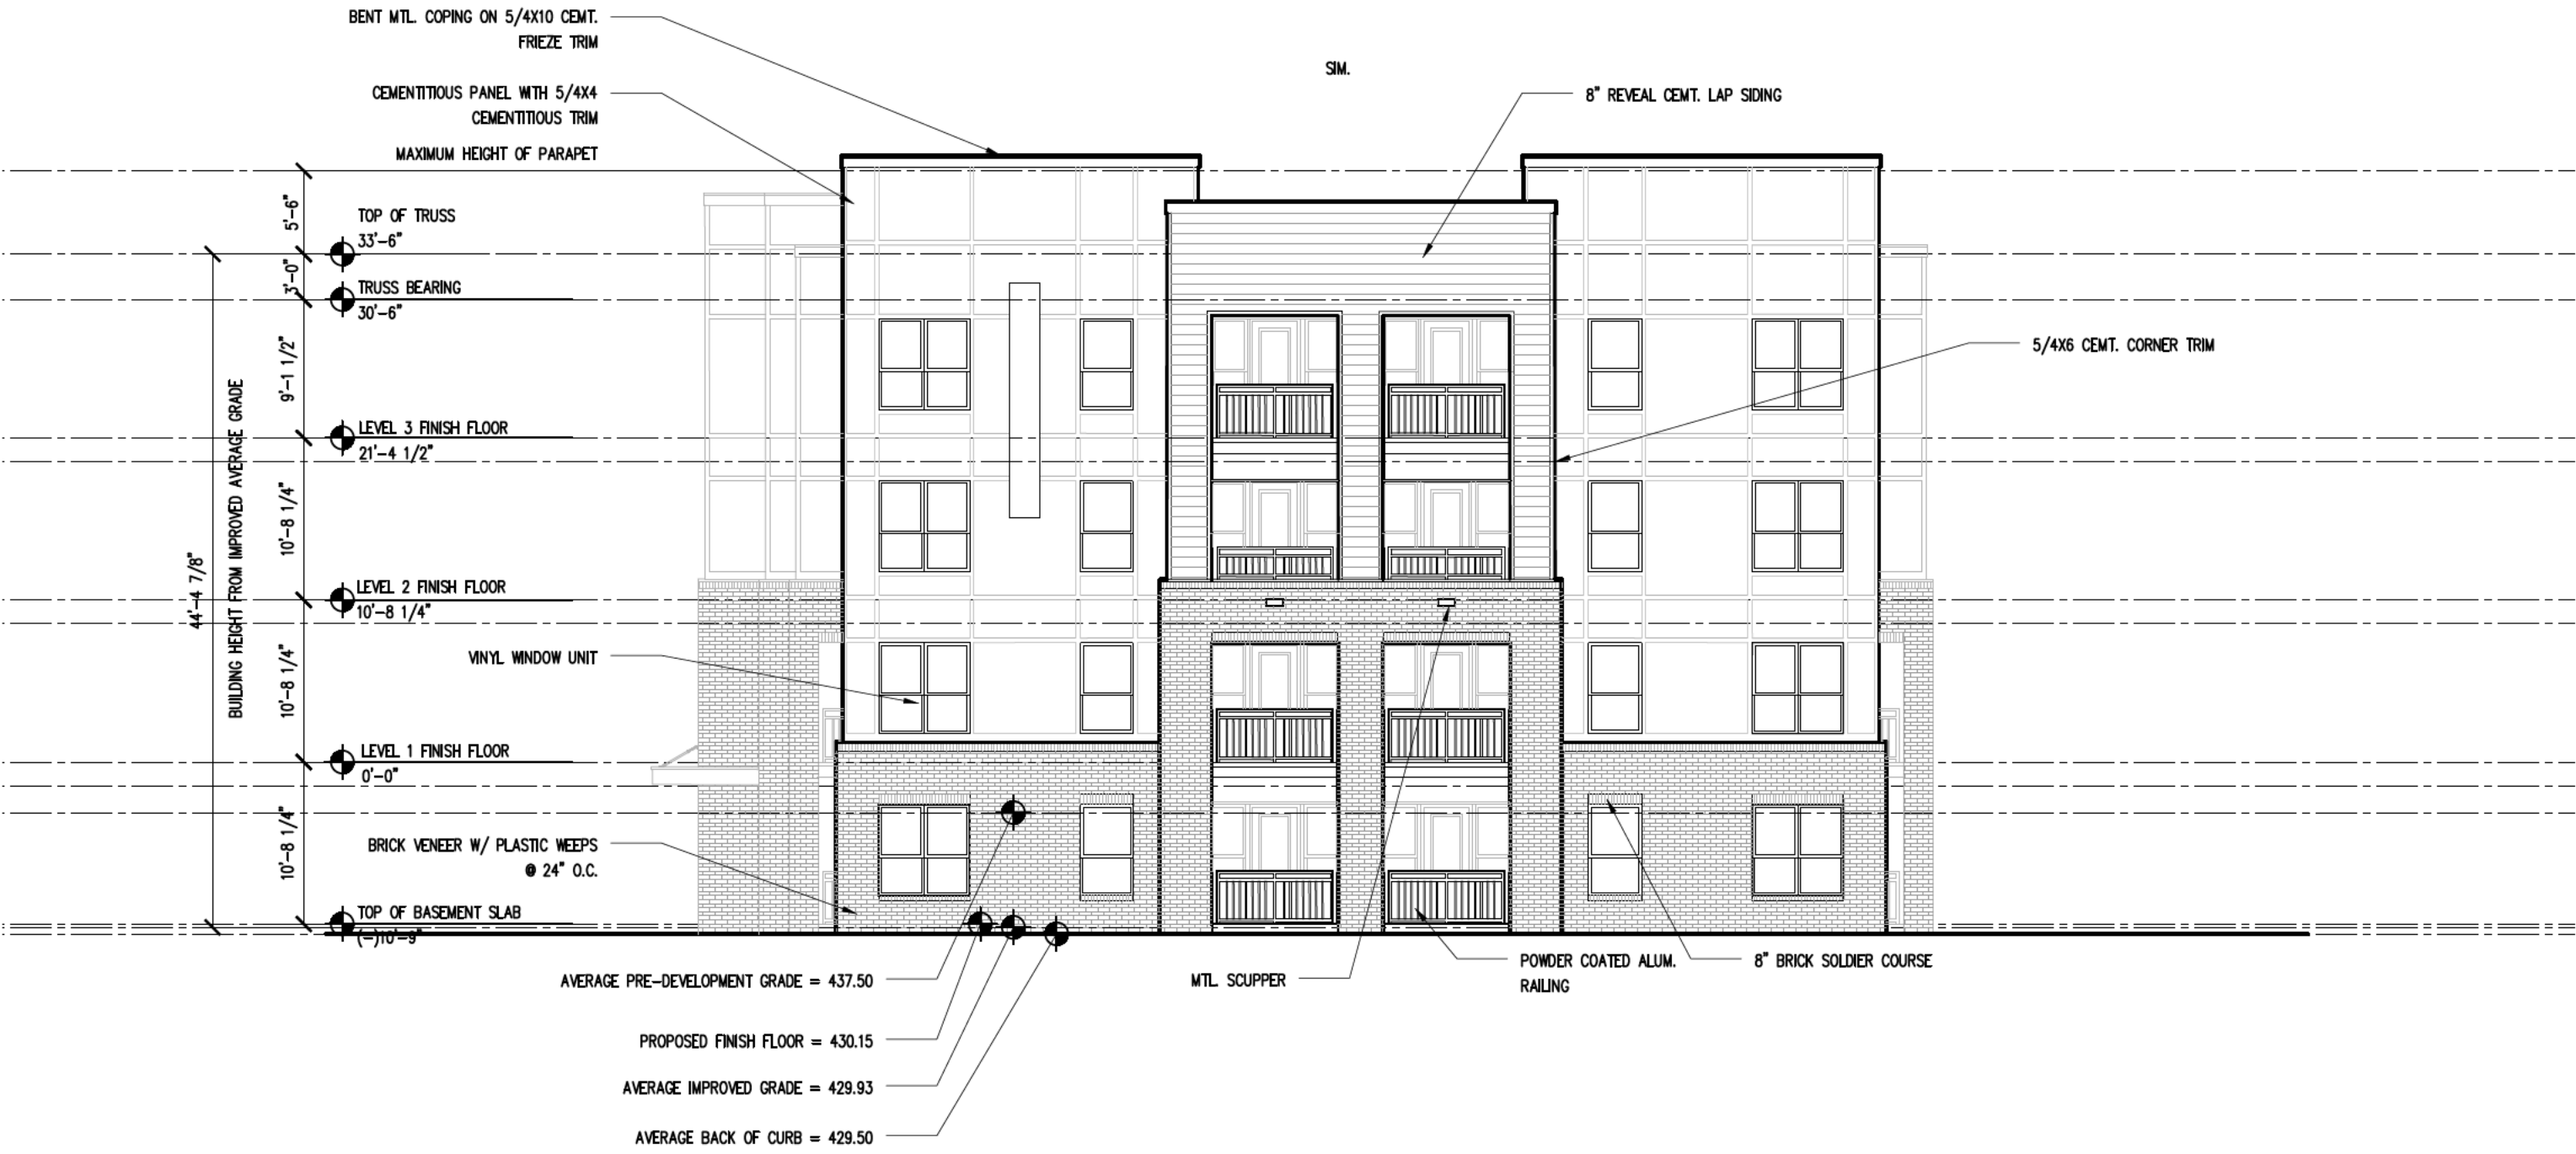 BENT MTL. COPING ON 5/4X10 CEMT.
FRIEZE TRIM
SIM.
CEMENTITIOUS PANEL WITH 5/4X4
CEMENTITIOUS TRIM
8" REVEAL CEMT. LAP SIDING
MAXIMUM HEIGHT OF PARAPET
5'-6"
TOP OF TRUSS
33'-6"
3'-0"
TRUSS BEARING
30'-6"
9'-1 1/2"
5/4X6 CEMT. CORNER TRIM
LEVEL 3 FINISH FLOOR
21'-4 1/2"
BUILDING HEIGHT FROM IMPROVED AVERAGE GRADE
44'-4 7/8"
10'-8 1/4"
LEVEL 2 FINISH FLOOR
10'-8 1/4"
VINYL WINDOW UNIT
10'-8 1/4"
LEVEL 1 FINISH FLOOR
0'-0"
10'-8 1/4"
BRICK VENEER W/ PLASTIC WEEPS
@ 24" O.C.
TOP OF BASEMENT SLAB
(-)10'-9"
AVERAGE PRE-DEVELOPMENT GRADE = 437.50
MTL. SCUPPER
POWDER COATED ALUM.
RAILING
8" BRICK SOLDIER COURSE
PROPOSED FINISH FLOOR = 430.15
AVERAGE IMPROVED GRADE = 429.93
AVERAGE BACK OF CURB = 429.50